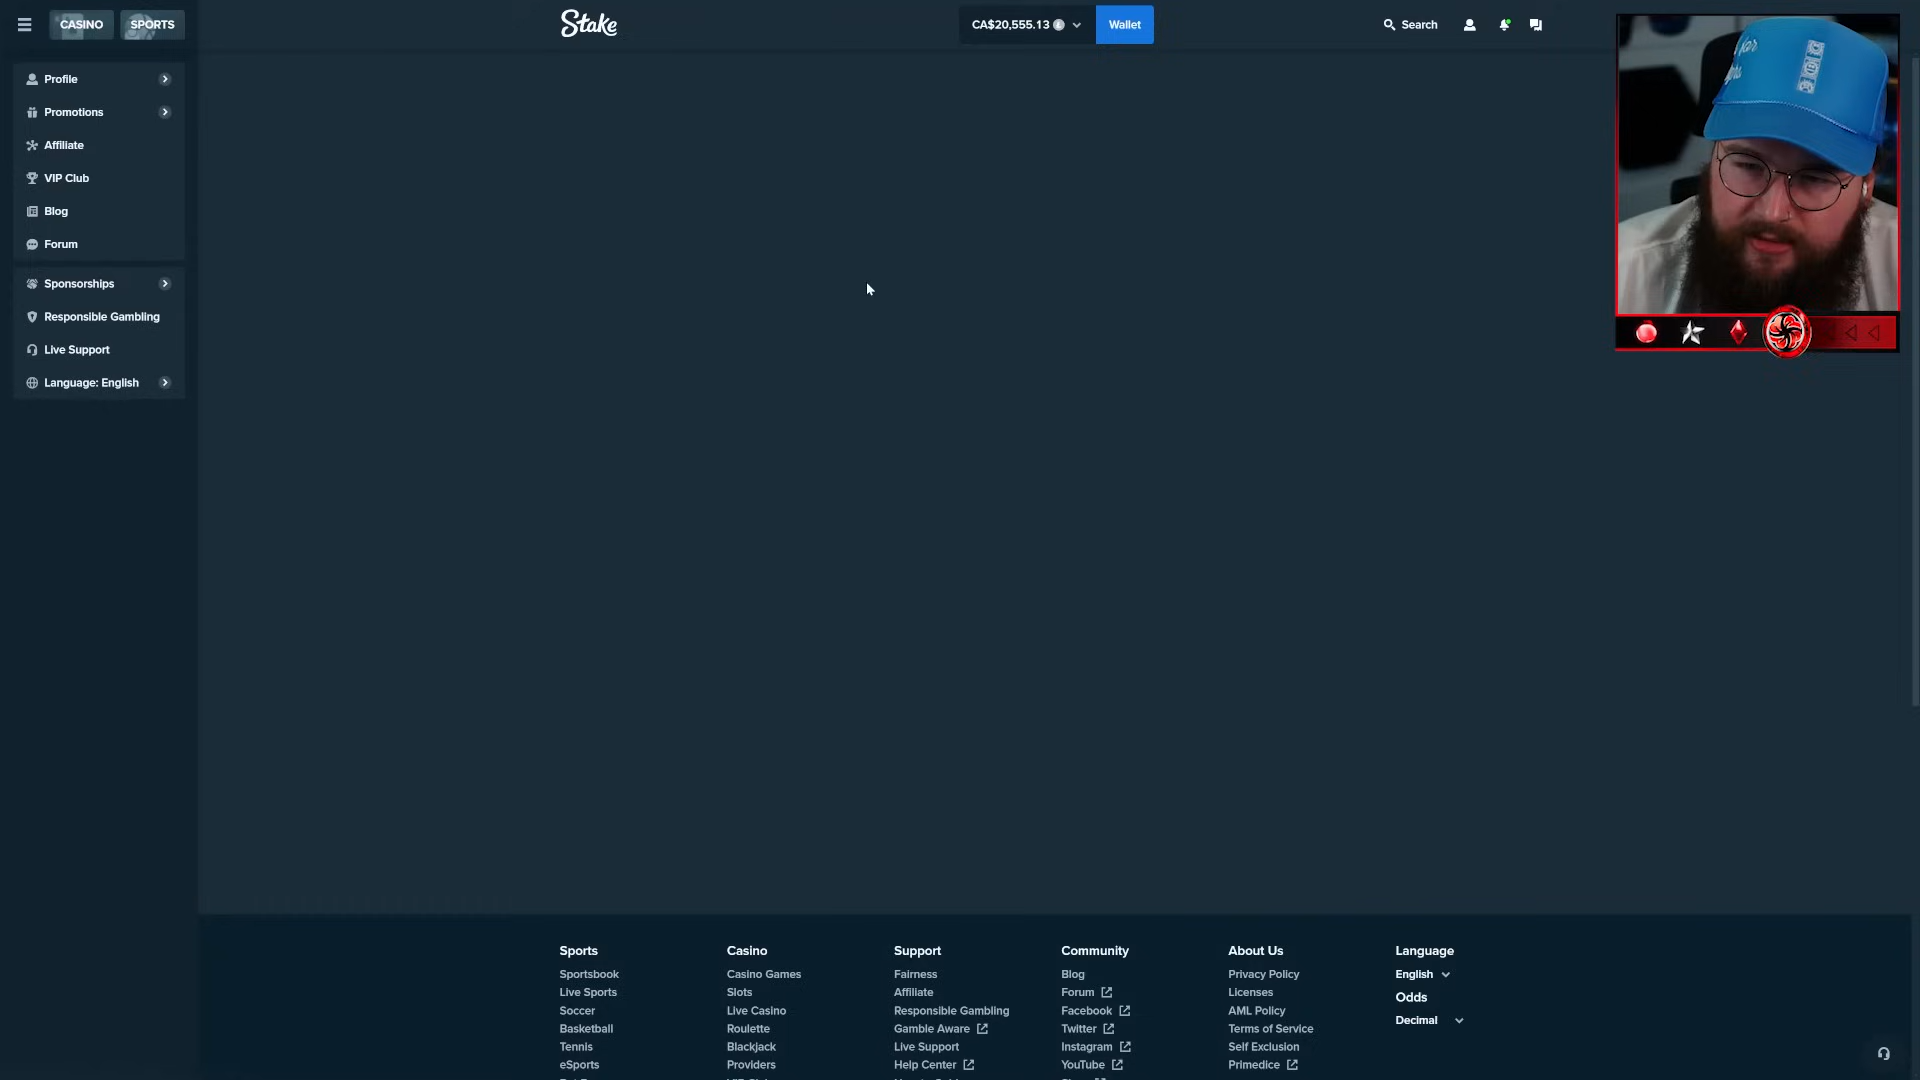 CASINO
SPORTS
Stake
CA$20,555.13
Wallet
Search
Profile
Promotions
Affiliate
VIP Club
Blog
Forum
Sponsorships
Responsible Gambling
Live Support
Language: English
Sports
Sportsbook
Live Sports
Soccer
Basketball
Tennis
eSports
Casino
Casino Games
Slots
Live Casino
Roulette
Blackjack
Providers
Support
Fairness
Affiliate
Responsible Gambling
Gamble Aware
Live Support
Help Center
Community
Blog
Forum
Facebook
Twitter
Instagram
YouTube
About Us
Privacy Policy
Licenses
AML Policy
Terms of Service
Self Exclusion
Primedice
Language
English
Odds
Decimal